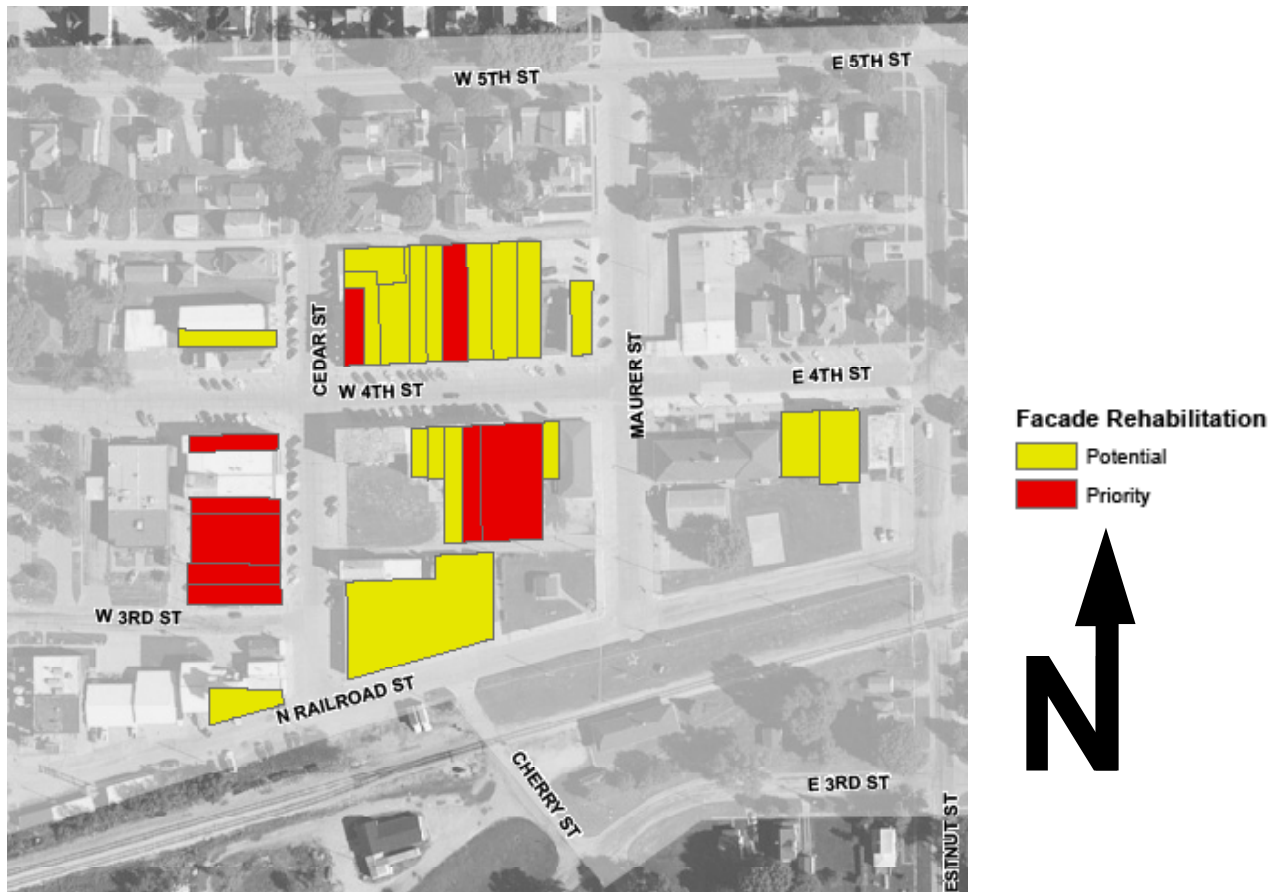 W 5TH ST
E 5TH ST
CEDAR ST
W 4TH ST
MAURER ST
E 4TH ST
Facade Rehabilitation
Potential
Priority
W 3RD ST
N RAILROAD ST
CHERRY ST
E 3RD ST
ESTNUT ST
N